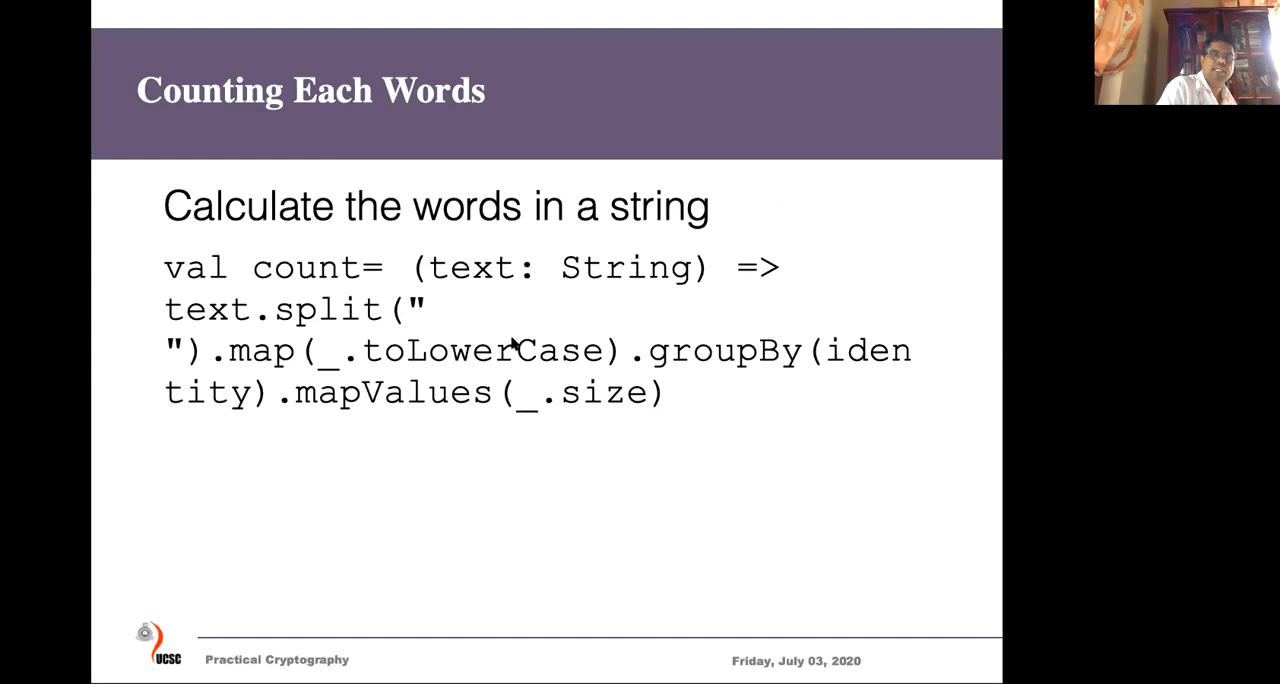 Counting Each Words
Calculate the words in a string
val count= (text: String) =>
text.split("
").map(_.toLowerCase).groupBy(iden
tity).mapValues(_.size)
UCSC
Practical Cryptography
Friday, July 03, 2020